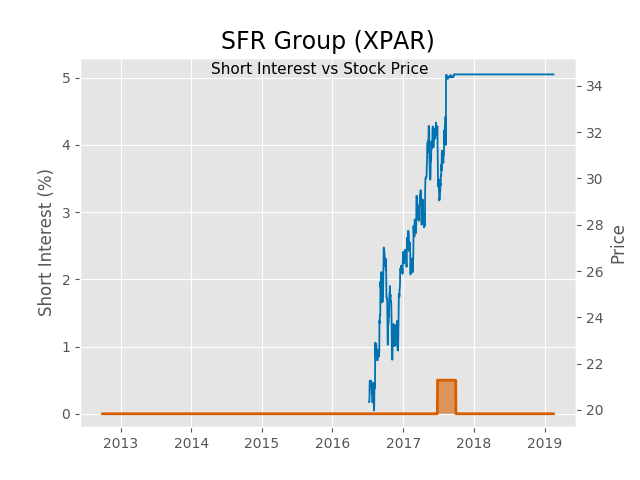 SFR Group (XPAR)
Short Interest vs Stock Price
Short Interest (%)
5
4
3
2
1
0
34
32
30
28
26
24
22
20
Price
2013 2014 2015 2016 2017 2018 2019